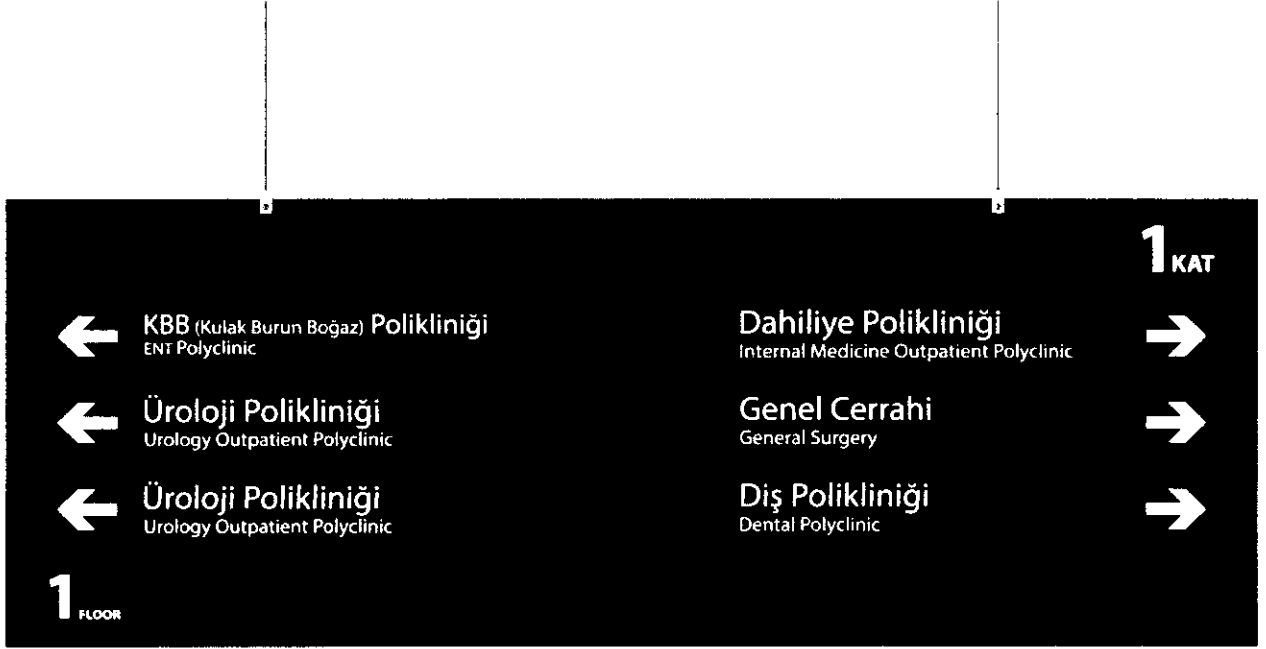 1 KAT
KBB (Kulak Burun Boğaz) Polikliniği
ENT Polyclinic
Üroloji Polikliniği
Urology Outpatient Polyclinic
Üroloji Polikliniği
Urology Outpatient Polyclinic
Dahiliye Polikliniği
Internal Medicine Outpatient Polyclinic
Genel Cerrahi
General Surgery
Diş Polikliniği
Dental Polyclinic
1 FLOOR